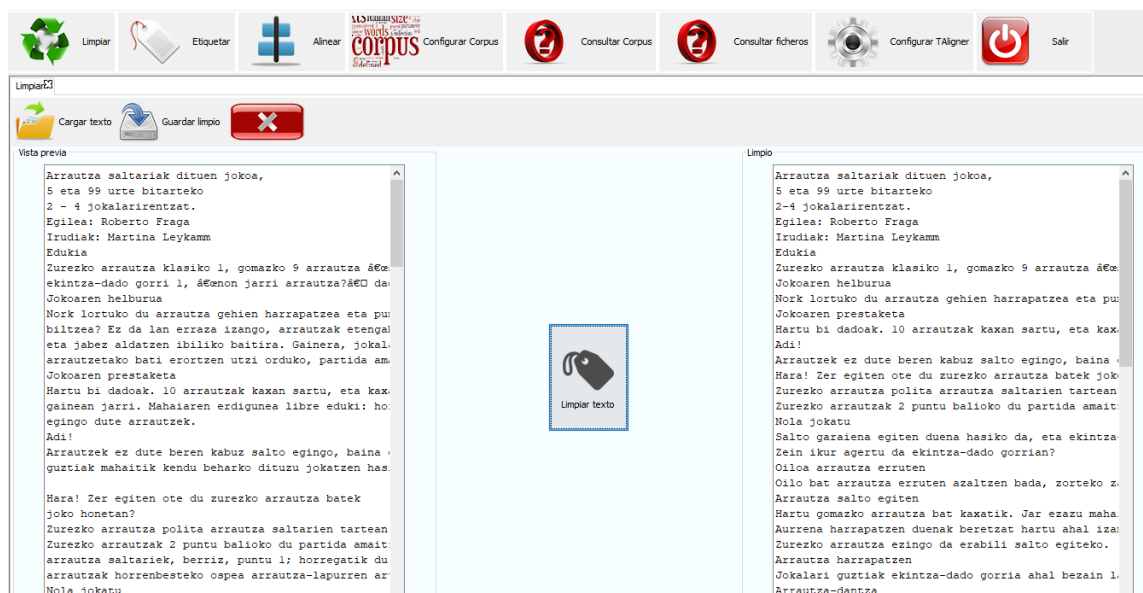 Limpiar
Etiquetar
Alinear
size
words
corpus
Configurar Corpus
Consultar Corpus
Consultar ficheros
Configurar TAligner
Salir
Limpiar
Cargar texto
Guardar limpio
Vista previa
Arrautza saltariak dituen jokoa,
5 eta 99 urte bitarteko
2 - 4 jokalarirentzat.
Egilea: Roberto Fraga
Irudiak: Martina Leykamm
Edukia
Zurezko arrautza klasiko 1, gomazko 9 arrautza â€œ
ekintza-dado gorri 1, â€œnon jarri arrautza?â€ da
Jokoaren helburua
Nork lortuko du arrautza gehien harrapatzea eta pu
biltzea? Ez da lan erraza izango, arrautzak etenga
eta jabez aldatzen ibiliko baitira. Gainera, jokal
arrautzetako bati erortzen utzi orduko, partida am
Jokoaren prestaketa
Hartu bi dadoak. 10 arrautzak kaxan sartu, eta kax
gainean jarri. Mahaiaren erdigunea libre eduki: ho
egingo dute arrautzek.
Adi!
Arrautzek ez dute beren kabuz salto egingo, baina
guztiak mahaitik kendu beharko dituzu jokatzen has
Hara! Zer egiten ote du zurezko arrautza batek
joko honetan?
Zurezko arrautza polita arrautza saltarien tartean
Zurezko arrautzak 2 puntu balioko du partida amait
arrautza saltariek, berriz, puntu 1; horregatik du
arrautzak horrenbesteko ospea arrautza-lapurren ar
Nola jokatu
Limpiar texto
Limpio
Arrautza saltariak dituen jokoa,
5 eta 99 urte bitarteko
2-4 jokalarirentzat.
Egilea: Roberto Fraga
Irudiak: Martina Leykamm
Edukia
Zurezko arrautza klasiko 1, gomazko 9 arrautza â€œ
Jokoaren helburua
Nork lortuko du arrautza gehien harrapatzea eta pu
Jokoaren prestaketa
Hartu bi dadoak. 10 arrautzak kaxan sartu, eta kax
Adi!
Arrautzek ez dute beren kabuz salto egingo, baina
Hara! Zer egiten ote du zurezko arrautza batek jok
Zurezko arrautza polita arrautza saltarien tartean
Zurezko arrautzak 2 puntu balioko du partida amait
Nola jokatu
Salto garaiena egiten duena hasiko da, eta ekintza
Zein ikur agertu da ekintza-dado gorrian?
Oiloa arrautza erruten
Oilo bat arrautza erruten azaltzen bada, zorteko z
Arrautza salto egiten
Hartu gomazko arrautza bat kaxatik. Jar ezazu maha
Aurrena harrapatzen duenak beretzat hartu ahal iza
Zurezko arrautza ezingo da erabili salto egiteko.
Arrautza harrapatzen
Jokalari guztiak ekintza-dado gorria ahal bezain l
Arrautza-dantza